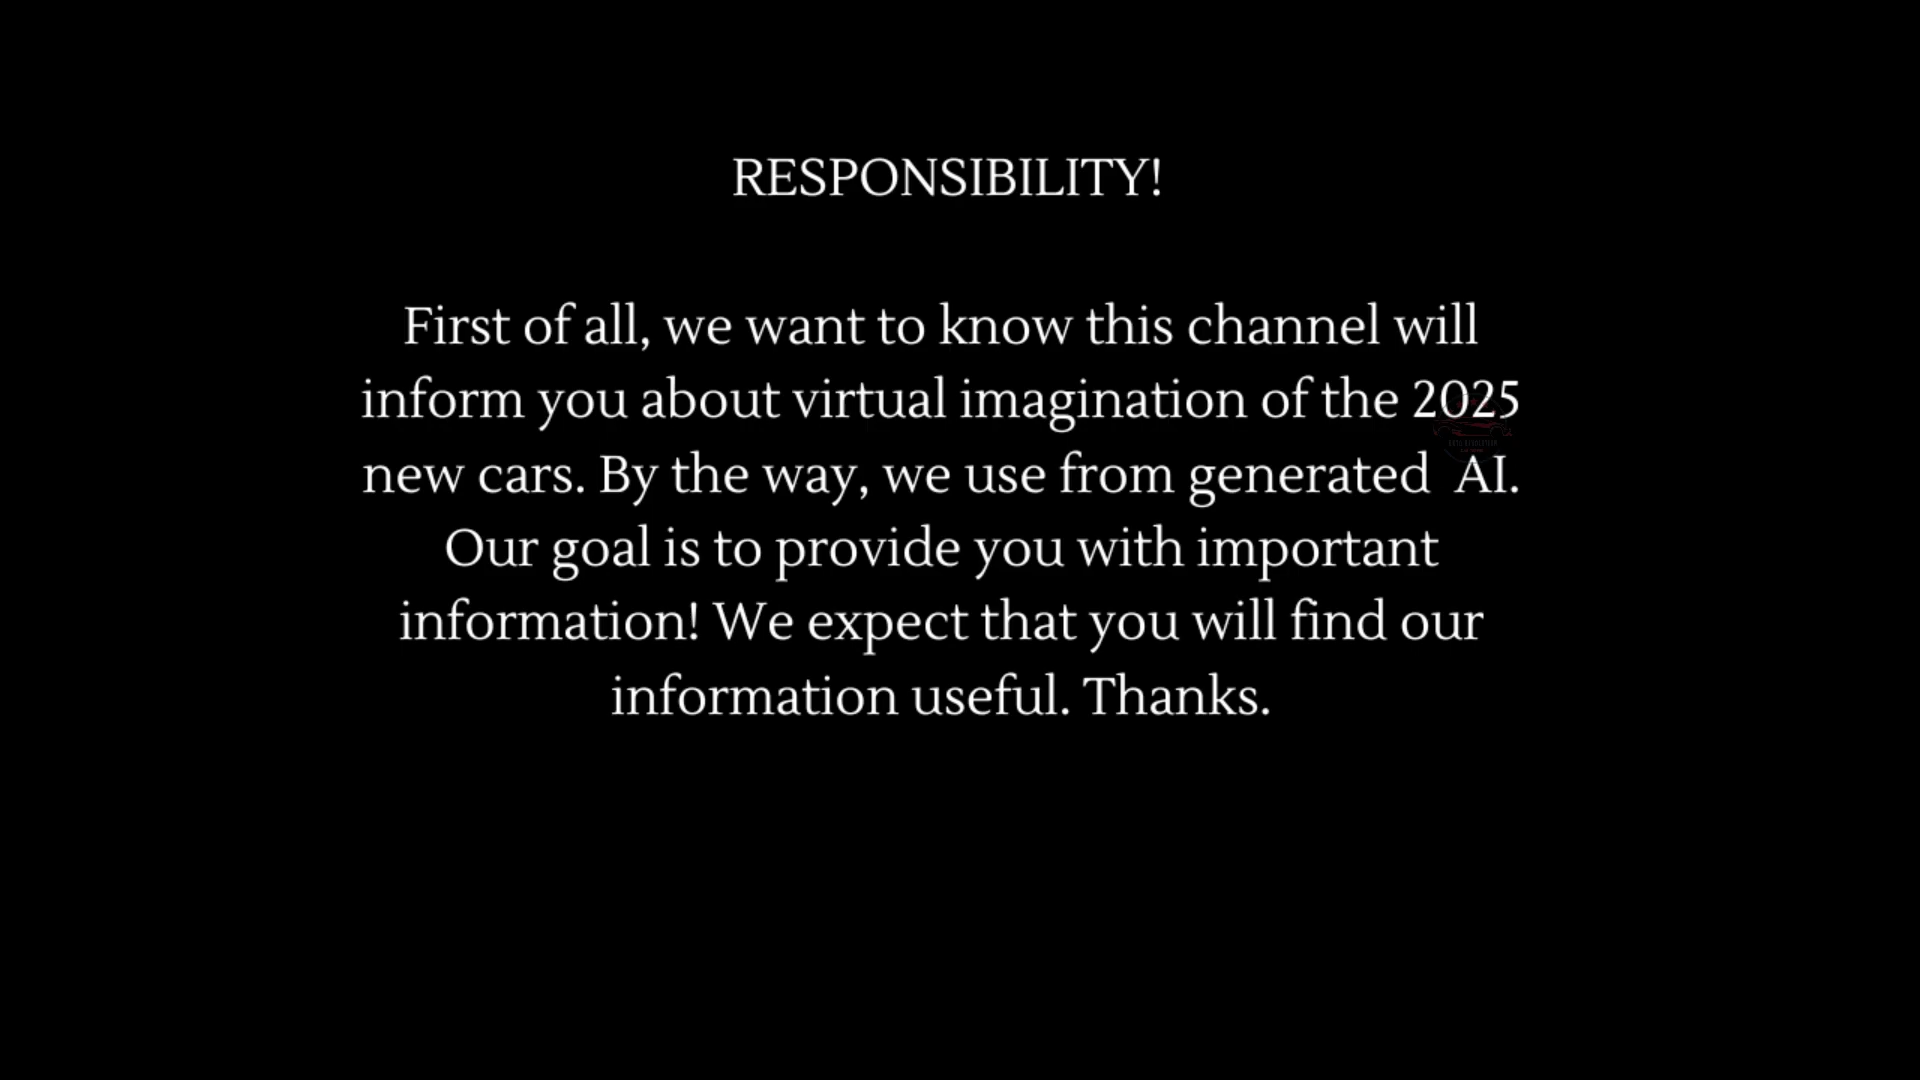 RESPONSIBILITY!
First of all, we want to know this channel will
inform you about virtual imagination of the 2025
new cars. By the way, we use from generated  AI.
Our goal is to provide you with important
information! We expect that you will find our
information useful. Thanks.